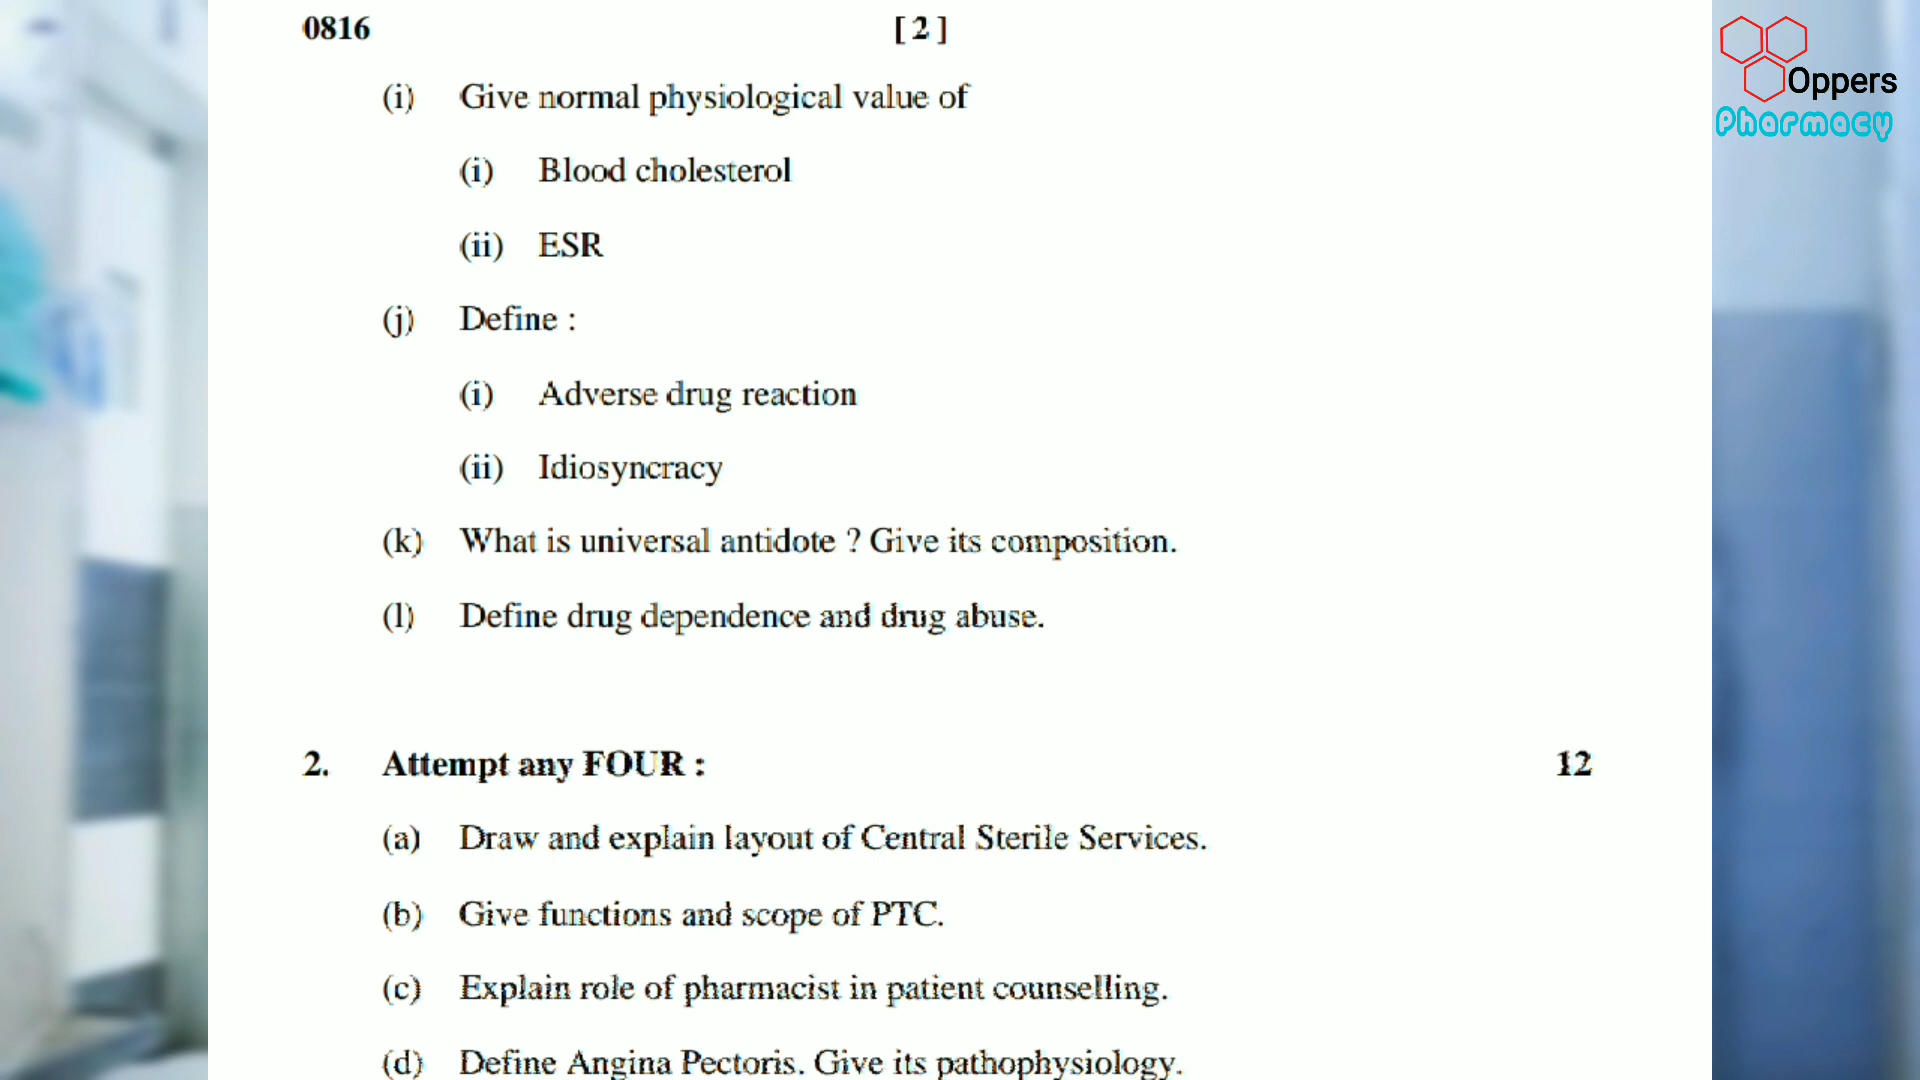 0816 [ 2 ]
Oppers
Pharmacy
(i) Give normal physiological value of
(i) Blood cholesterol
(ii) ESR
(j) Define :
(i) Adverse drug reaction
(ii) Idiosyncracy
(k) What is universal antidote ? Give its composition.
(l) Define drug dependence and drug abuse.
2. Attempt any FOUR : 12
(a) Draw and explain layout of Central Sterile Services.
(b) Give functions and scope of PTC.
(c) Explain role of pharmacist in patient counselling.
(d) Define Angina Pectoris. Give its pathophysiology.